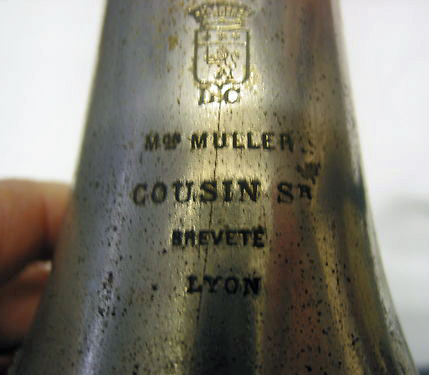 DC
Mᵒⁿ MULLER
COUSIN Sᴿ
BREVETÉ
LYON